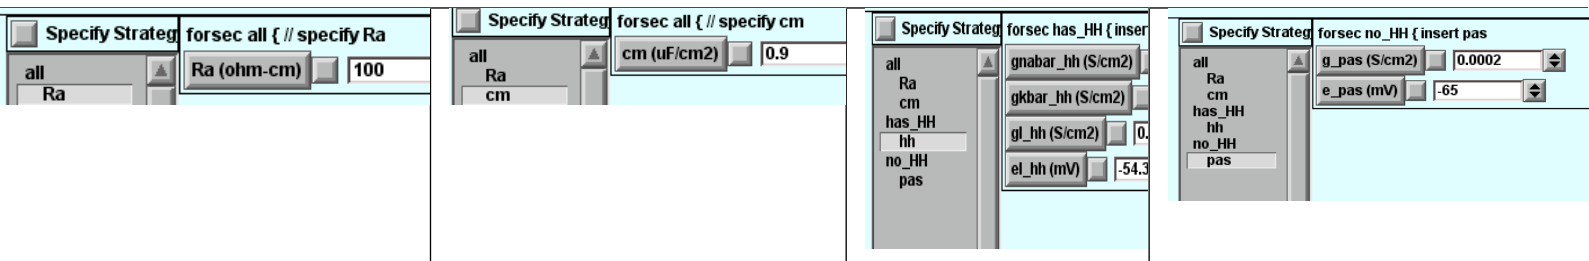 Specify Strateg
forsec all { // specify Ra
all
Ra
Ra (ohm-cm)
100
Specify Strateg
forsec all { // specify cm
all
Ra
cm
cm (uF/cm2)
0.9
Specify Strateg
forsec has_HH { inser
all
Ra
cm
has_HH
hh
no_HH
pas
gnabar_hh (S/cm2)
gkbar_hh (S/cm2)
gl_hh (S/cm2)
0.
el_hh (mV)
-54.3
Specify Strateg
forsec no_HH { insert pas
all
Ra
cm
has_HH
hh
no_HH
pas
g_pas (S/cm2)
0.0002
e_pas (mV)
-65